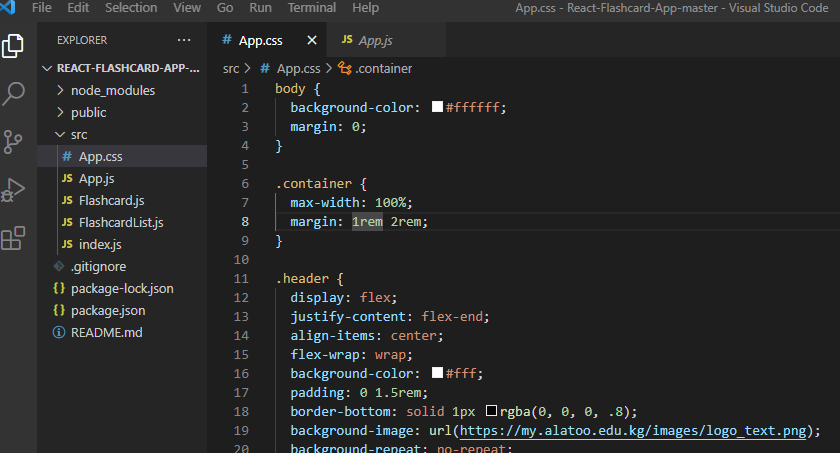 File Edit Selection View Go Run Terminal Help App.css - React-Flashcard-App-master - Visual Studio Code
EXPLORER ···
REACT-FLASHCARD-APP-...
node_modules
public
src
# App.css
JS App.js
JS Flashcard.js
JS FlashcardList.js
JS index.js
.gitignore
{} package-lock.json
{} package.json
README.md
# App.css × JS App.js
src > # App.css > .container
1 body {
2 background-color: #ffffff;
3 margin: 0;
4 }
5
6 .container {
7 max-width: 100%;
8 margin: 1rem 2rem;
9 }
10
11 .header {
12 display: flex;
13 justify-content: flex-end;
14 align-items: center;
15 flex-wrap: wrap;
16 background-color: #fff;
17 padding: 0 1.5rem;
18 border-bottom: solid 1px rgba(0, 0, 0, .8);
19 background-image: url(https://my.alatoo.edu.kg/images/logo_text.png);
20 background-repeat: no-repeat;